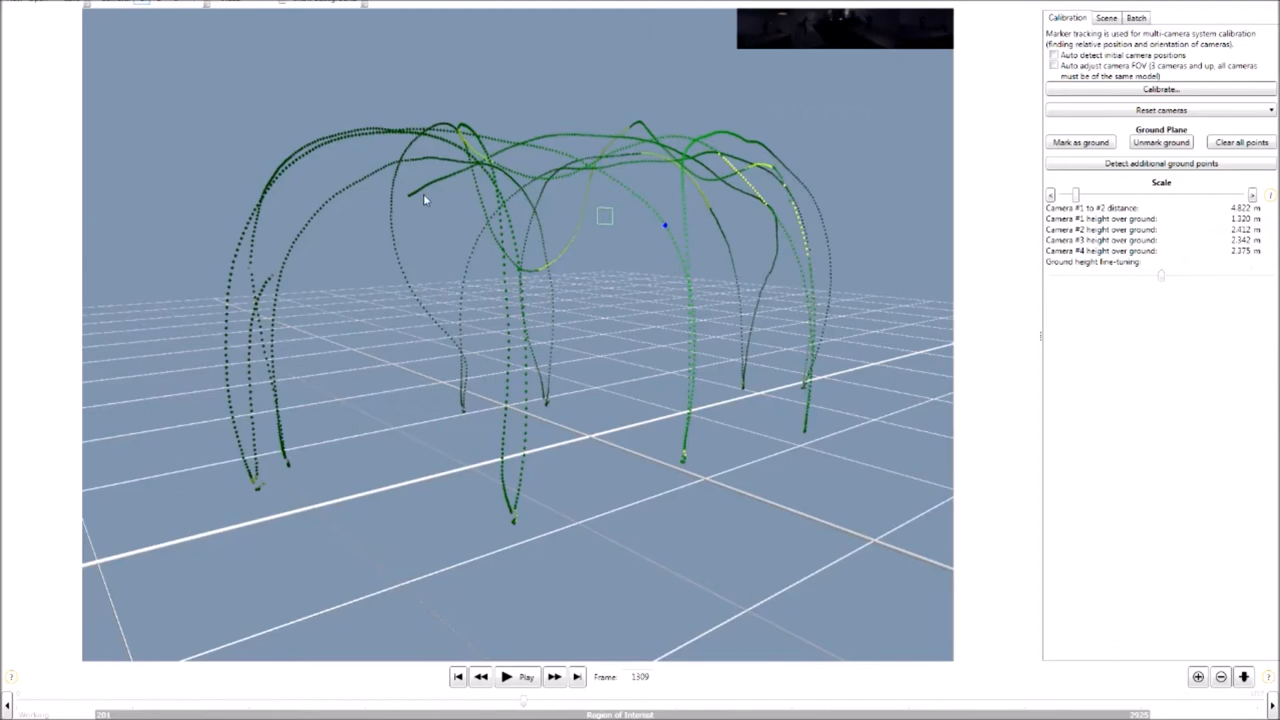 Calibration Scene Batch
Marker tracking is used for multi-camera system calibration
(finding relative position and orientation of cameras).
Auto detect initial camera positions
Auto adjust camera FOV (3 cameras and up, all cameras
must be of the same model)
Calibrate...
Reset cameras
Ground Plane
Mark as ground Unmark ground Clear all points
Detect additional ground points
Scale
< >
Camera #1 to #2 distance: 4.822 m
Camera #1 height over ground: 1.320 m
Camera #2 height over ground: 2.412 m
Camera #3 height over ground: 2.342 m
Camera #4 height over ground: 2.375 m
Ground height fine-tuning:
? Play Frame: 1309 ?
Working
201 Region of Interest 2925